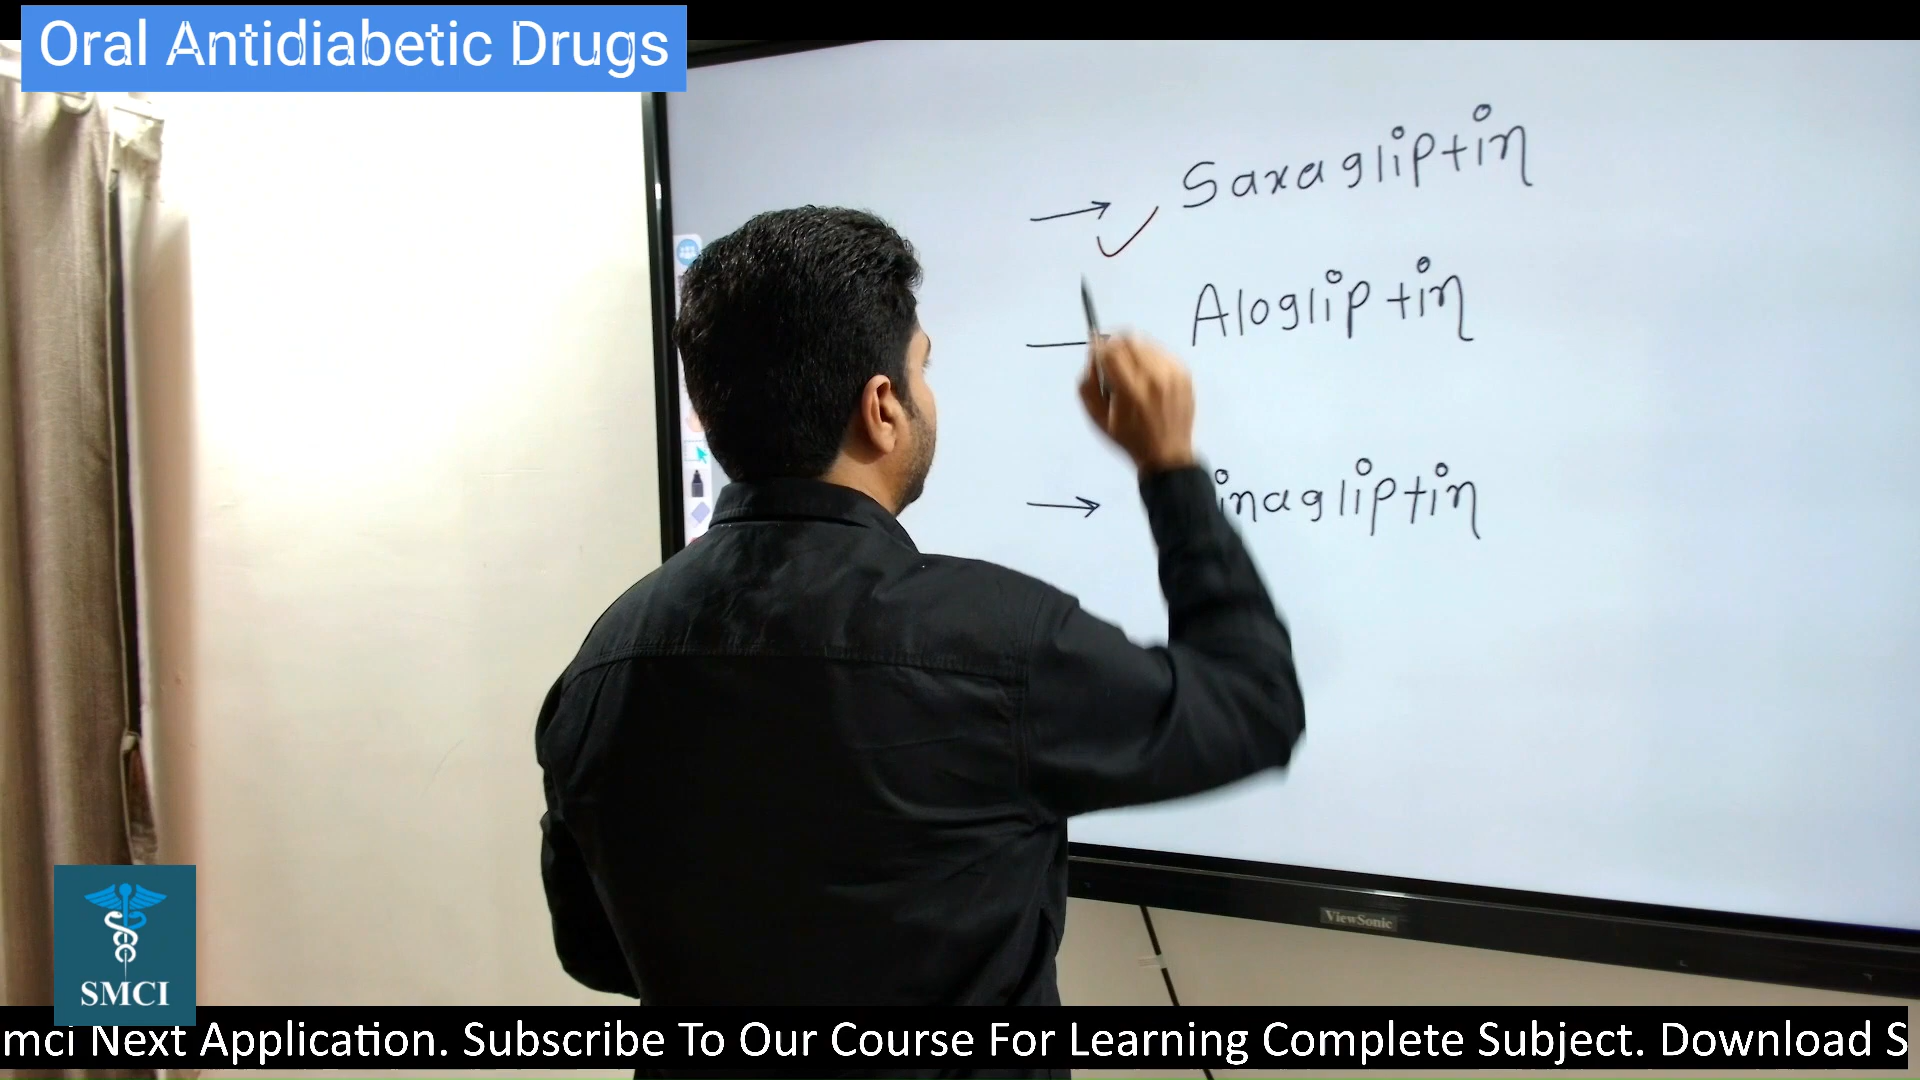 Oral Antidiabetic Drugs
Saxagliptin
Alogliptin
inagliptin
ViewSonic
SMCI
mci Next Application. Subscribe To Our Course For Learning Complete Subject. Download S